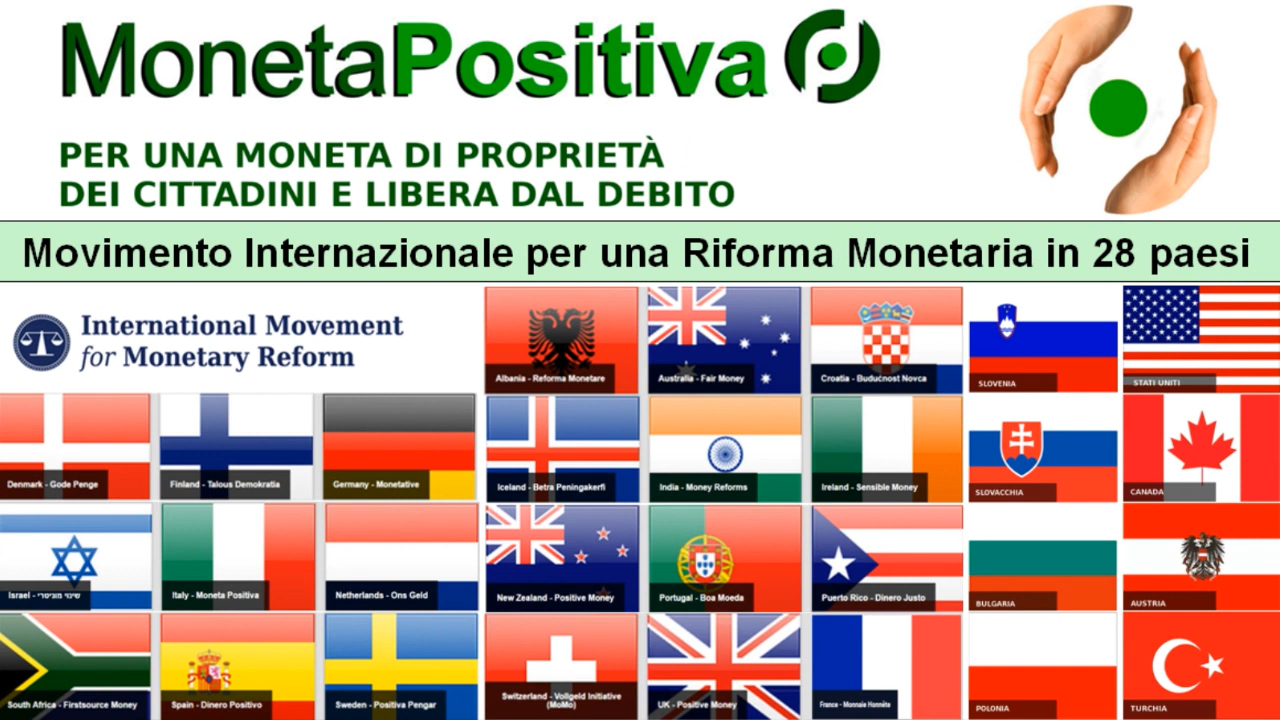 MonetaPositiva
PER UNA MONETA DI PROPRIETÀ
DEI CITTADINI E LIBERA DAL DEBITO
Movimento Internazionale per una Riforma Monetaria in 28 paesi
International Movement
for Monetary Reform
Albania - Reforma Monetare
Australia - Fair Money
Croatia - Budućnost Novca
SLOVENIA
STATI UNITI
Denmark - Gode Penge
Finland - Talous Demokratia
Germany - Monetative
Iceland - Betra Peningakerfi
India - Money Reforms
Ireland - Sensible Money
SLOVACCHIA
CANADA
Israel - שינוי מוניטרי
Italy - Moneta Positiva
Netherlands - Ons Geld
New Zealand - Positive Money
Portugal - Boa Moeda
Puerto Rico - Dinero Justo
BULGARIA
AUSTRIA
South Africa - Firstsource Money
Spain - Dinero Positivo
Sweden - Positiva Pengar
Switzerland - Vollgeld Initiative
(MoMo)
UK - Positive Money
France - Monnaie Honnête
POLONIA
TURCHIA